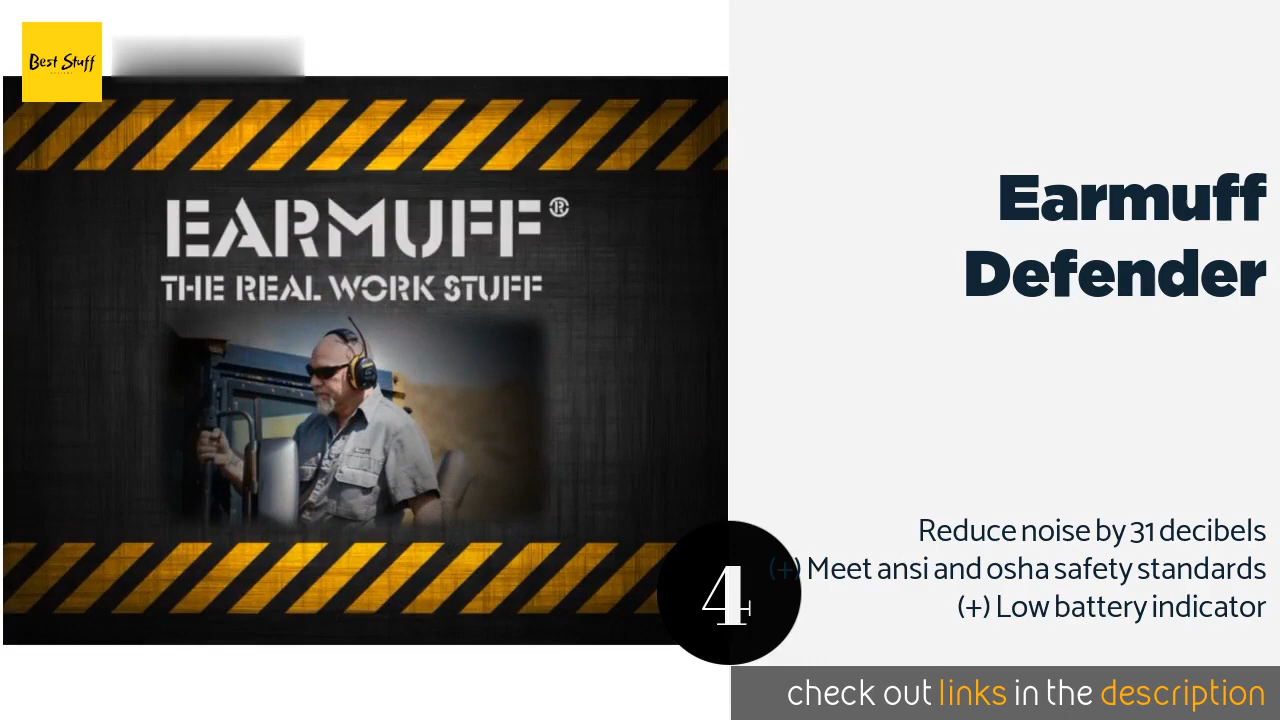 Best Stuff
EARMUFF®
THE REAL WORK STUFF
Earmuff
Defender
Reduce noise by 31 decibels
(+) Meet ansi and osha safety standards
(+) Low battery indicator
4
check out links in the description